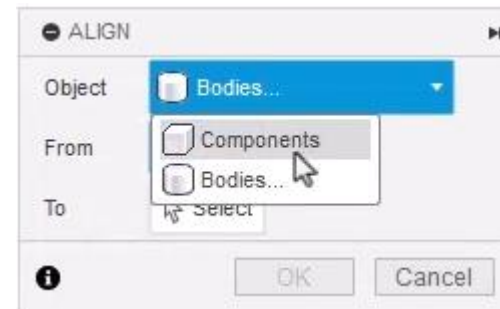 ALIGN
Object Bodies...
Components
From
Bodies...
To Select
OK Cancel